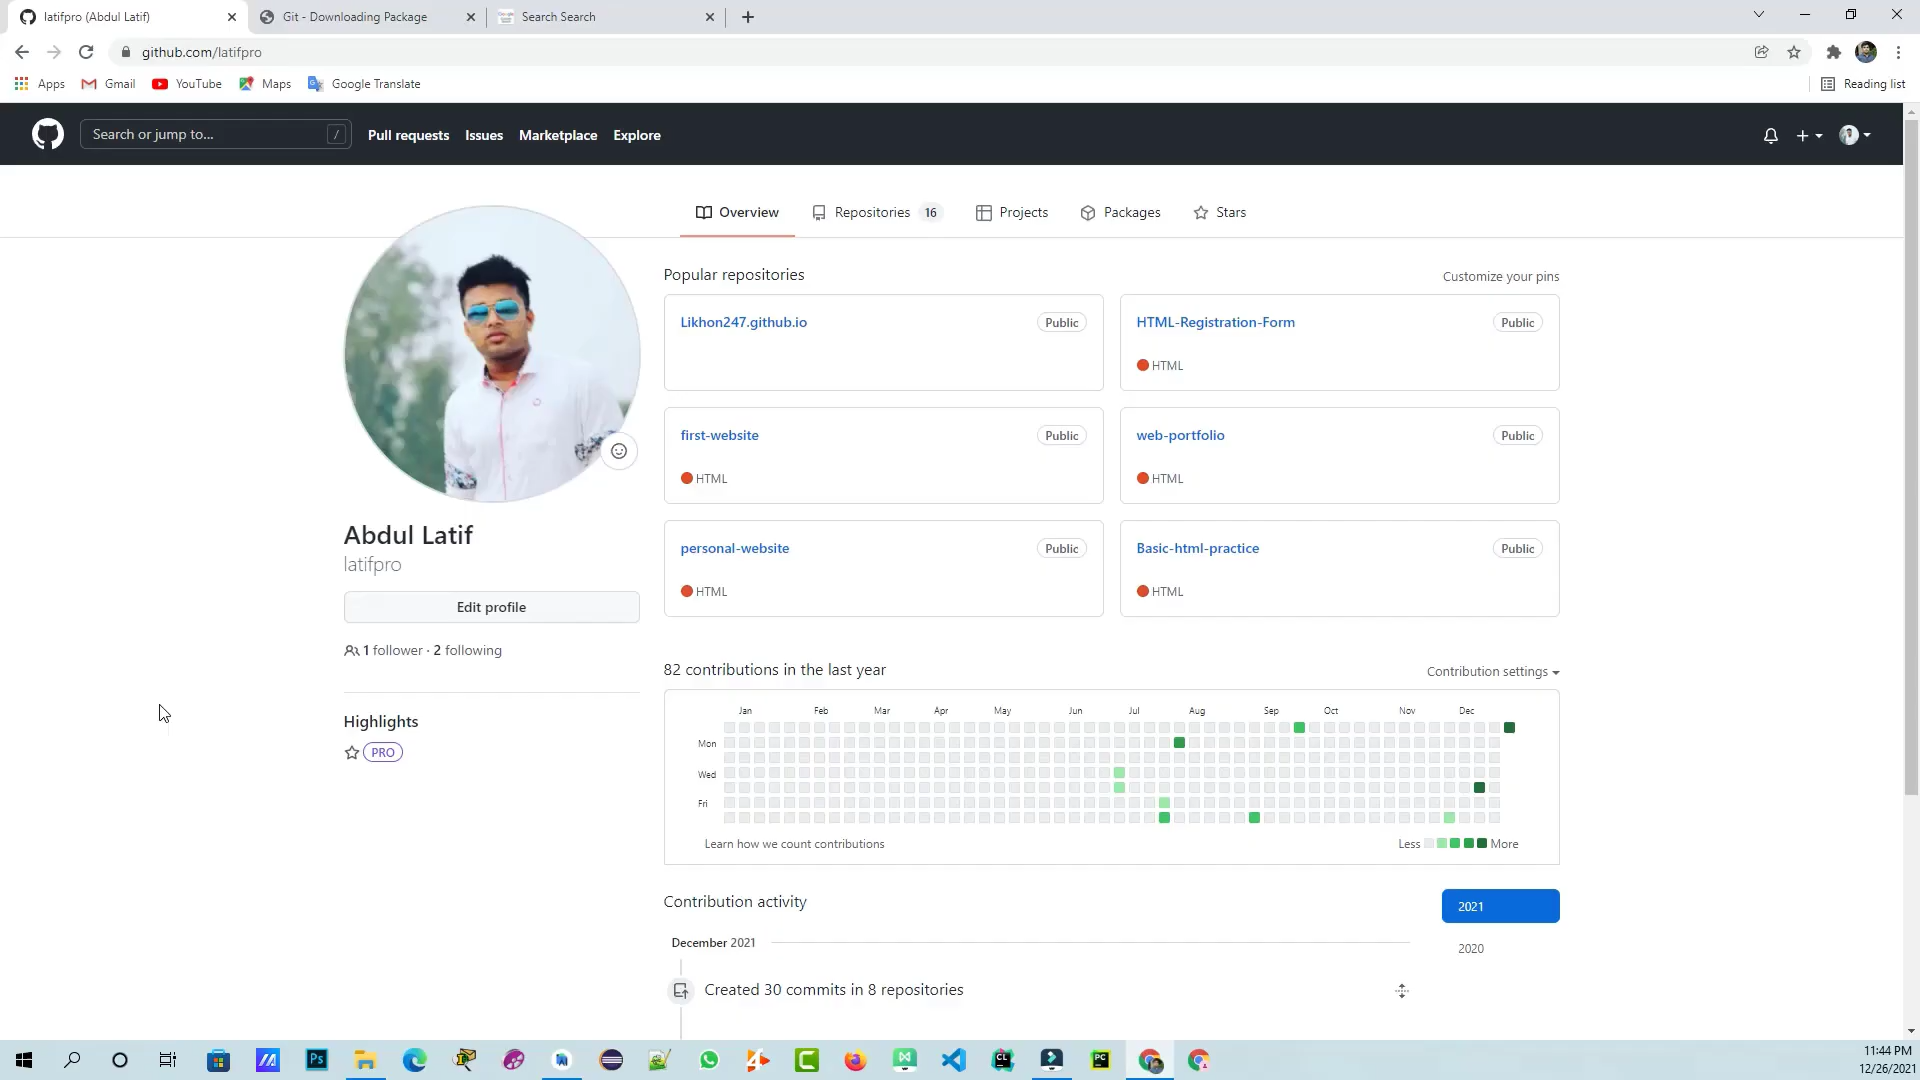 latifpro (Abdul Latif)
Git - Downloading Package
Search Search
github.com/latifpro
Apps
Gmail
YouTube
Maps
Google Translate
Reading list
Search or jump to...
/
Pull requests
Issues
Marketplace
Explore
Overview
Repositories 16
Projects
Packages
Stars
Abdul Latif
latifpro
Edit profile
1 follower · 2 following
Highlights
PRO
Popular repositories
Customize your pins
Likhon247.github.io
Public
HTML-Registration-Form
Public
HTML
first-website
Public
HTML
web-portfolio
Public
HTML
personal-website
Public
HTML
Basic-html-practice
Public
HTML
82 contributions in the last year
Contribution settings
Jan Feb Mar Apr May Jun Jul Aug Sep Oct Nov Dec
Mon
Wed
Fri
Learn how we count contributions
Less
More
Contribution activity
2021
2020
December 2021
Created 30 commits in 8 repositories
Ps
CL
PC
11:44 PM
12/26/2021